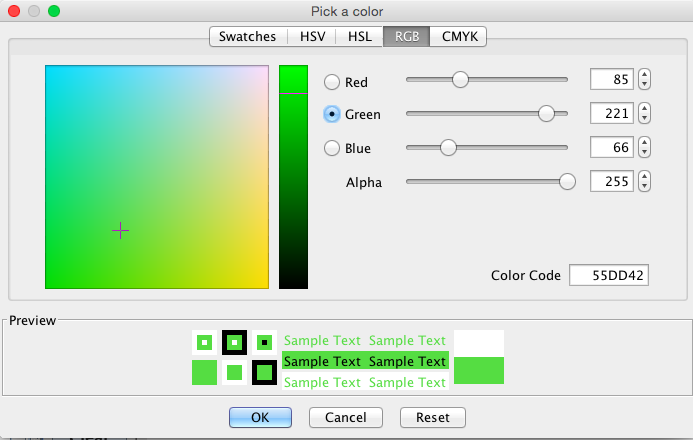 Pick a color
Swatches HSV HSL RGB CMYK
Red 85
Green 221
Blue 66
Alpha 255
Color Code 55DD42
Preview
Sample Text Sample Text
Sample Text Sample Text
Sample Text Sample Text
OK Cancel Reset